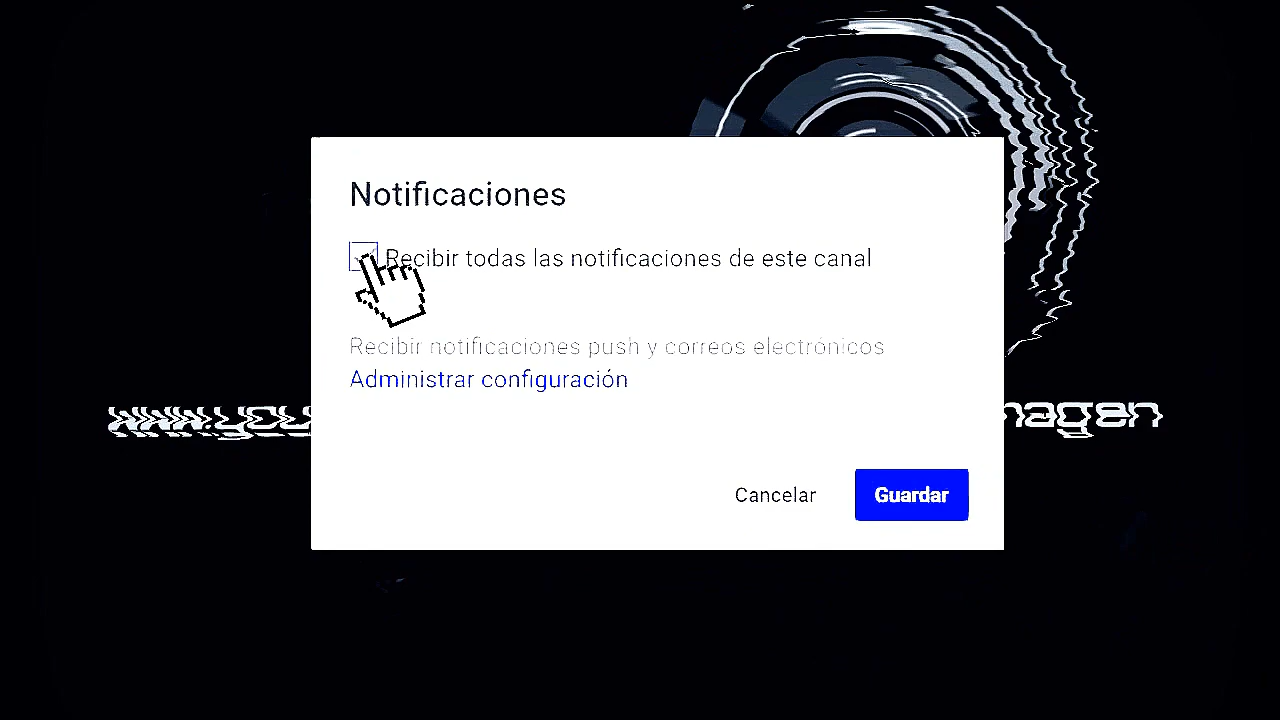 Notificaciones
Recibir todas las notificaciones de este canal
Recibir notificaciones push y correos electrónicos
Administrar configuración
Cancelar
Guardar